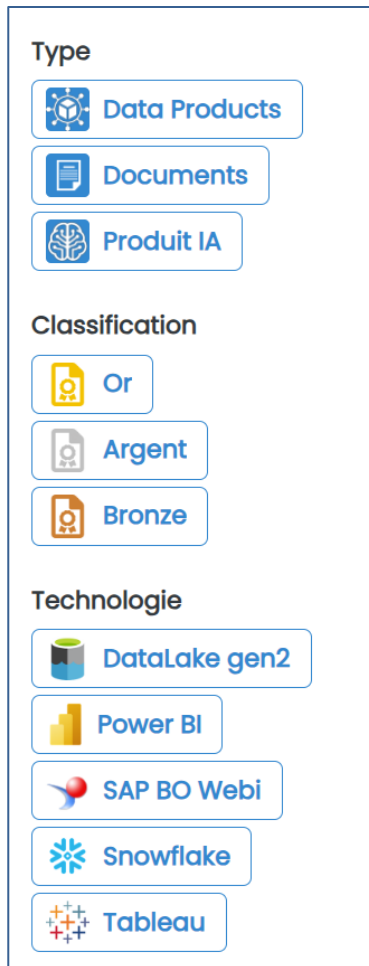 Type
Data Products
Documents
Produit IA
Classification
Or
Argent
Bronze
Technologie
DataLake gen2
Power BI
SAP BO Webi
Snowflake
Tableau